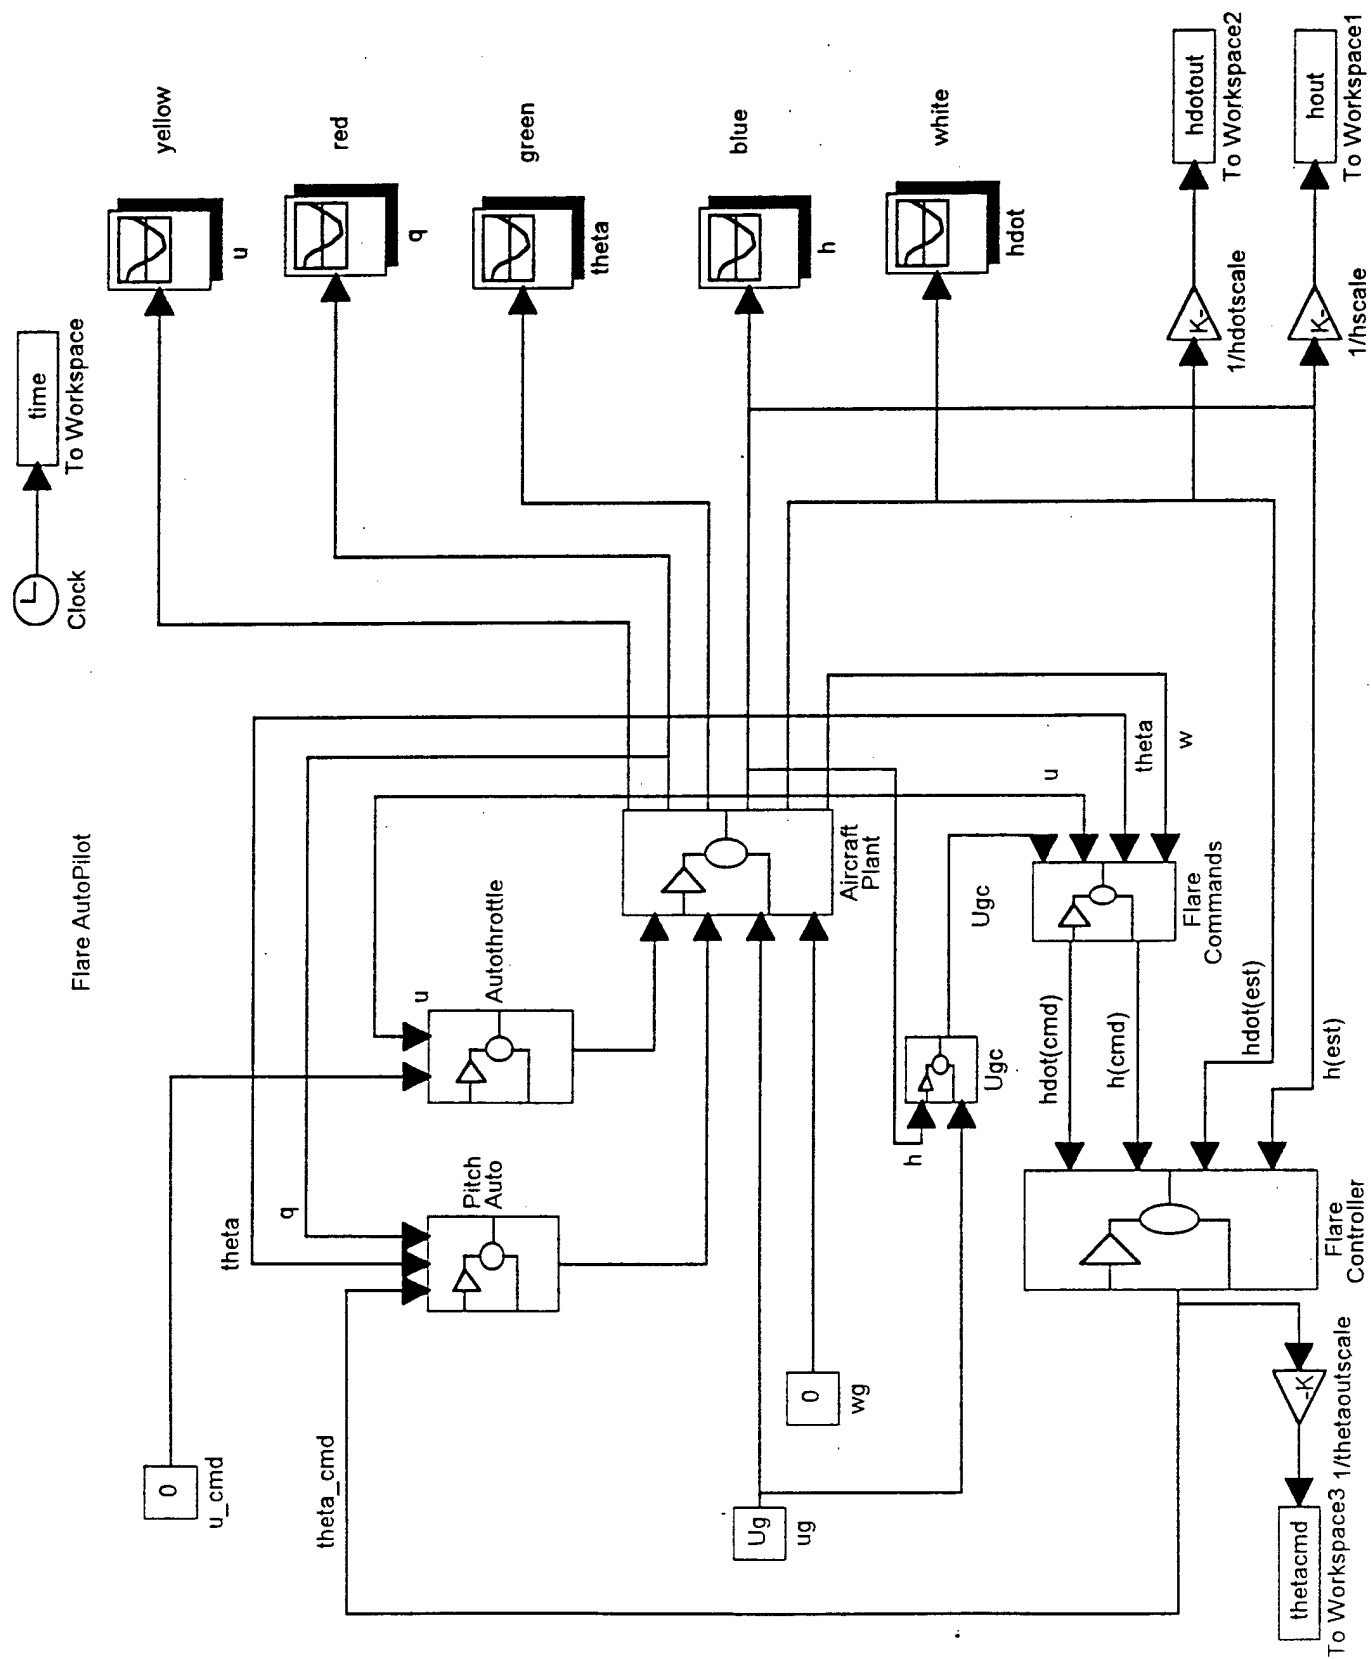 Flare AutoPilot
Clock
time
To Workspace
yellow
u
red
q
green
theta
blue
h
white
hdot
hdotout
To Workspace2
K-
1/hdotscale
hout
To Workspace1
K-
1/hscale
0
u_cmd
theta_cmd
theta
q
Pitch
Auto
u
Autothrottle
Aircraft
Plant
Ug
ug
0
wg
h
Ugc
Ugc
u
theta
w
Flare
Commands
hdot(cmd)
h(cmd)
hdot(est)
h(est)
Flare
Controller
-K
1/thetaoutscale
thetacmd
To Workspace3